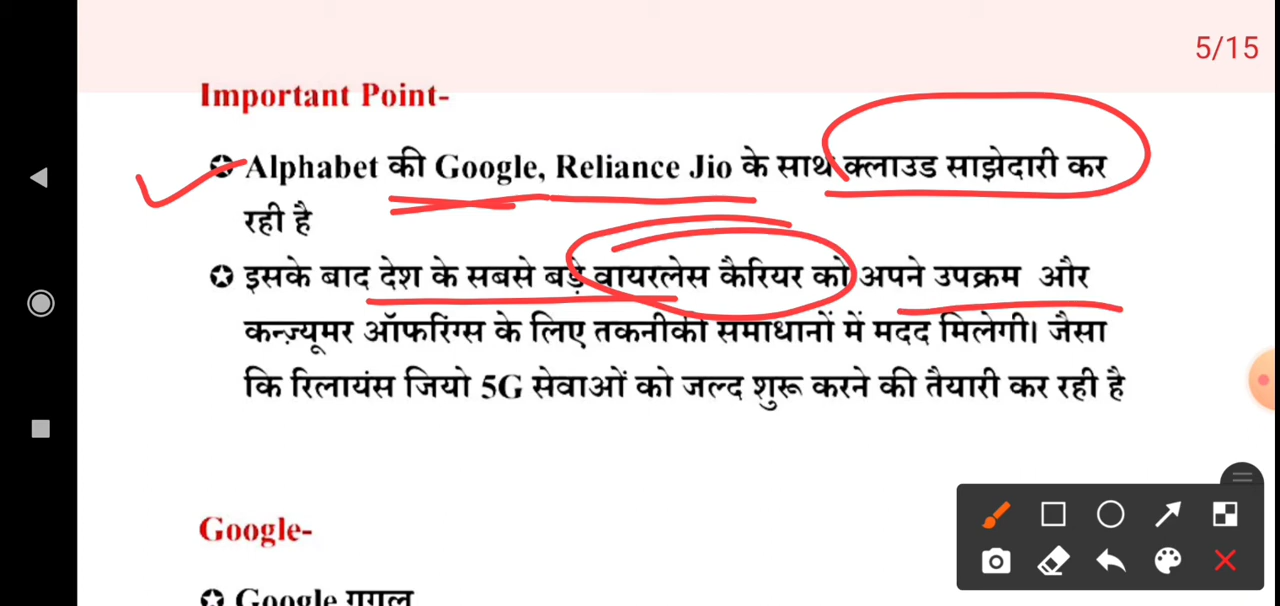 5/15
Important Point-
✪ Alphabet की Google, Reliance Jio के साथ क्लाउड साझेदारी कर
रही है
✪ इसके बाद देश के सबसे बड़े वायरलेस कैरियर को अपने उपक्रम और
कन्ज़्यूमर ऑफरिंग्स के लिए तकनीकी समाधानों में मदद मिलेगी। जैसा
कि रिलायंस जियो 5G सेवाओं को जल्द शुरू करने की तैयारी कर रही है
Google-
✪ Google